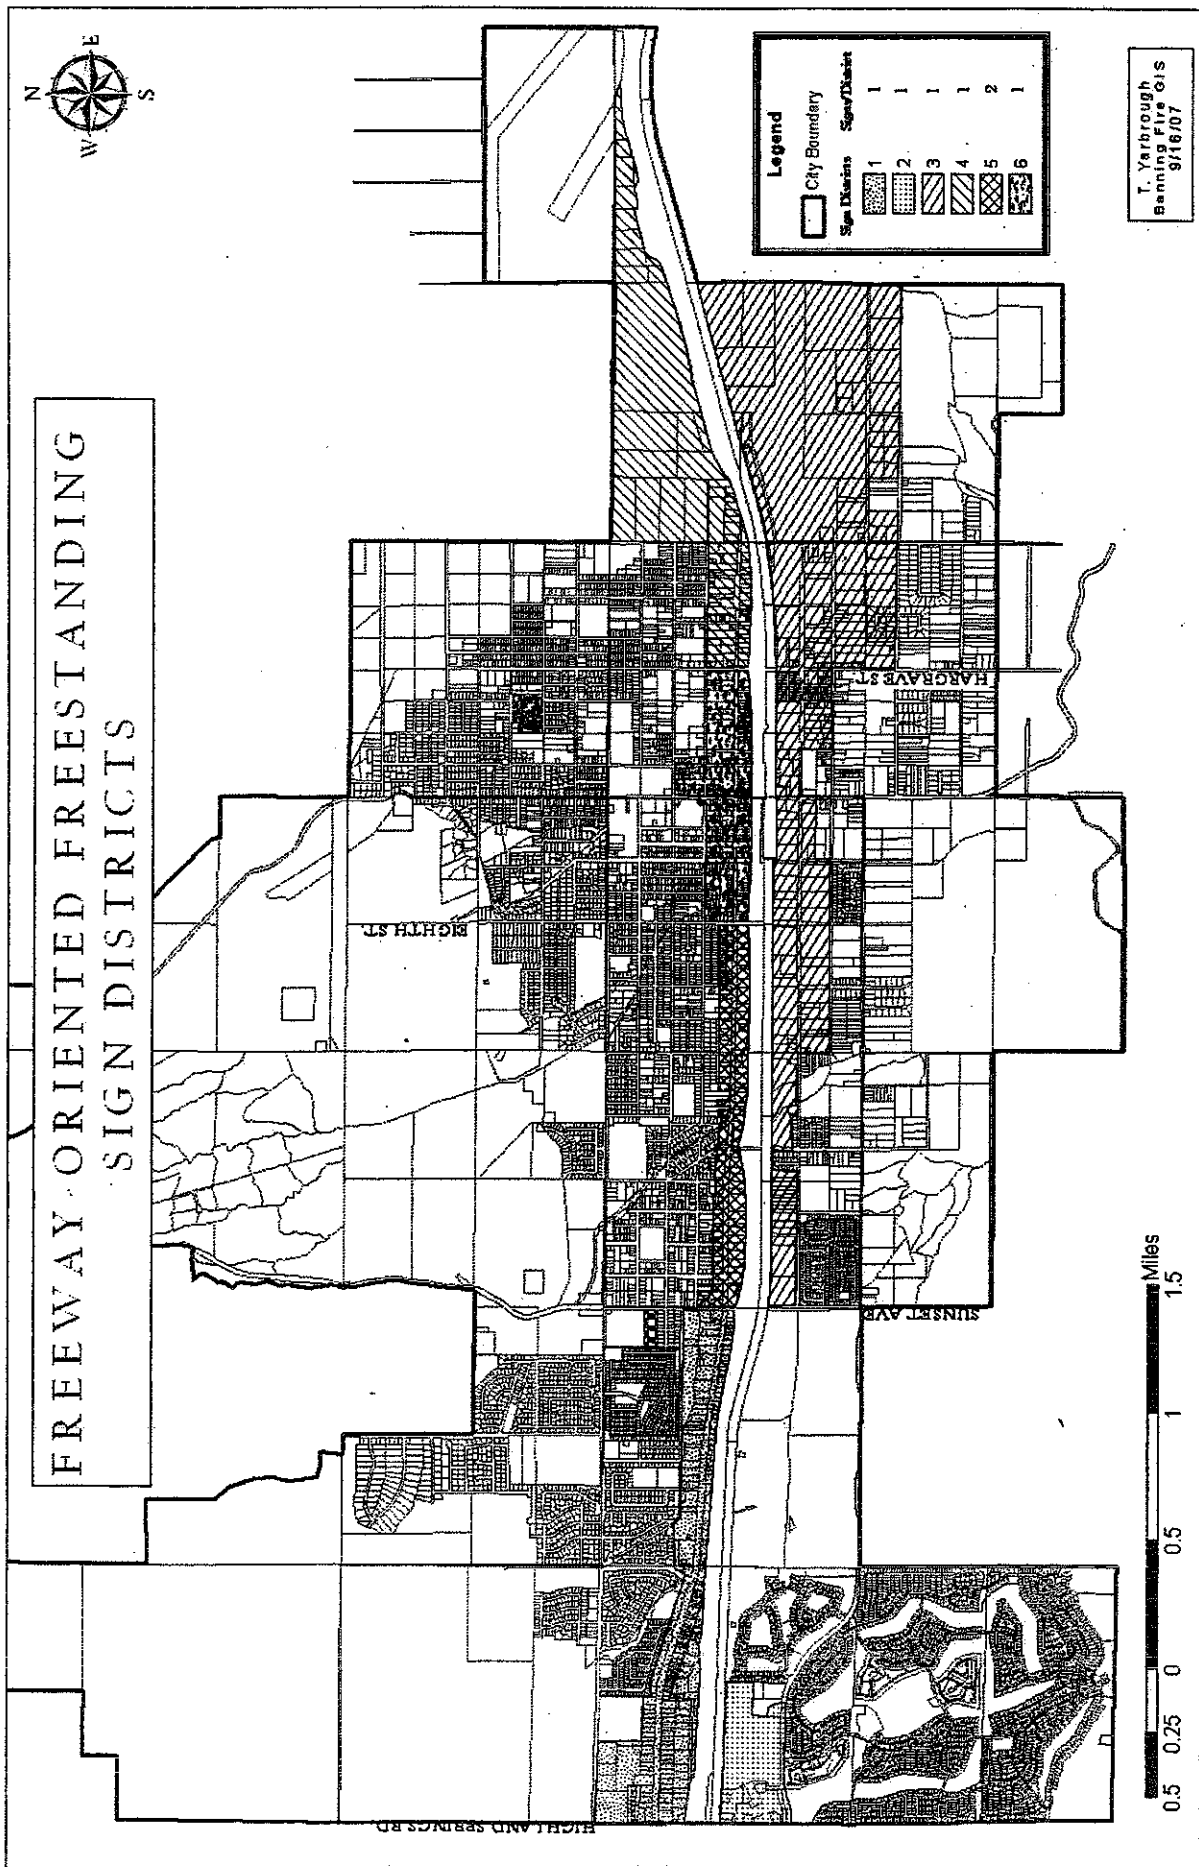 FREEWAY ORIENTED FREESTANDING
SIGN DISTRICTS
N
W
E
S
Legend
City Boundary
Sign Districts Signs/District
1 1
2 1
3 1
4 1
5 2
6 1
T. Yarbrough
Banning Fire GIS
9/16/07
HIGHLAND SPRINGS RD.
SUNSET AVE
EIGHTH ST.
HARGRAVE ST.
0.5 0.25 0 0.5 1 1.5
Miles